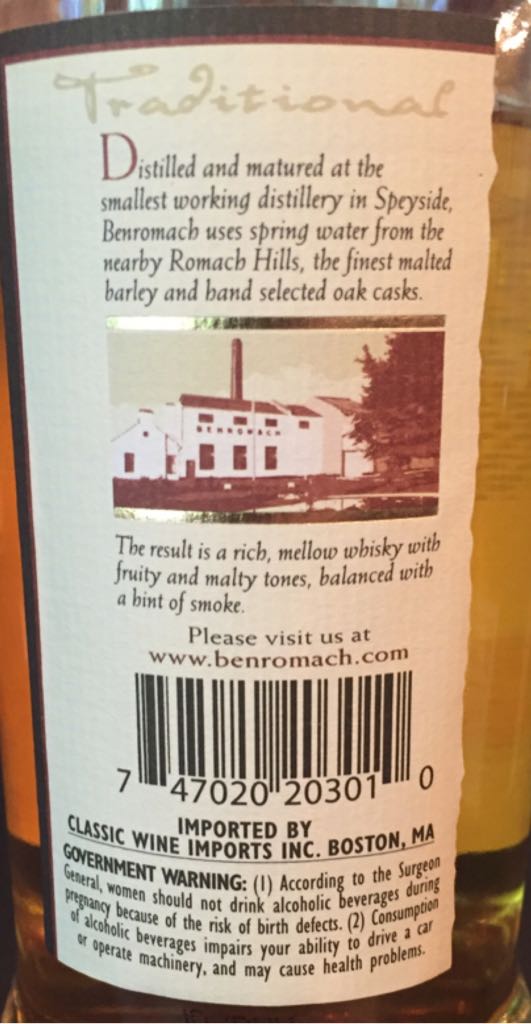 Traditional
Distilled and matured at the
smallest working distillery in Speyside,
Benromach uses spring water from the
nearby Romach Hills, the finest malted
barley and hand selected oak casks.
BENROMACH
The result is a rich, mellow whisky with
fruity and malty tones, balanced with
a hint of smoke.
Please visit us at
www.benromach.com
7 47020 20301 0
IMPORTED BY
CLASSIC WINE IMPORTS INC. BOSTON, MA
GOVERNMENT WARNING: (1) According to the Surgeon
General, women should not drink alcoholic beverages during
pregnancy because of the risk of birth defects. (2) Consumption
of alcoholic beverages impairs your ability to drive a car
or operate machinery, and may cause health problems.